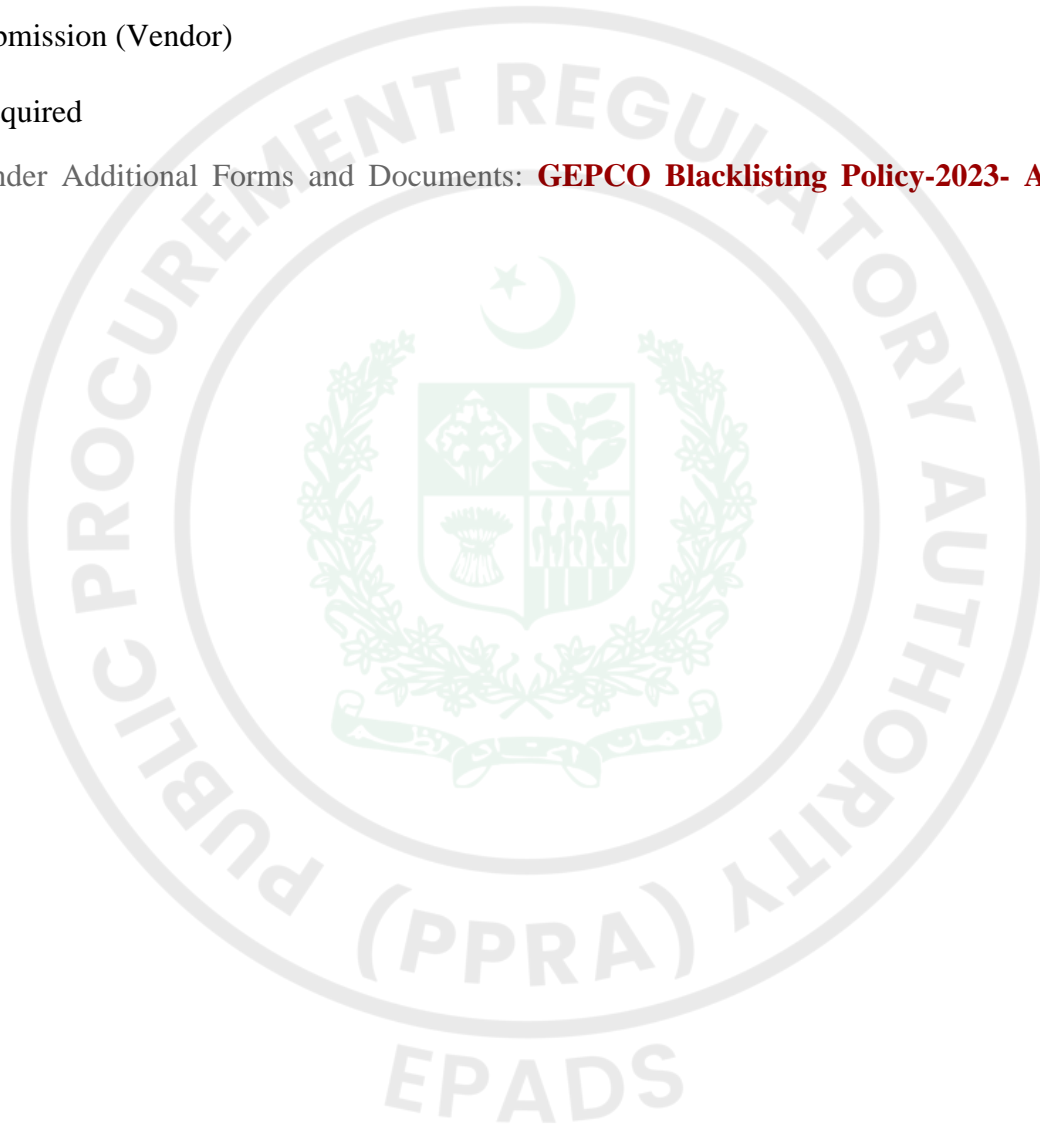 omission (Vendor)
quired
nder Additional Forms and Documents: GEPCO Blacklisting Policy-2023- A
PUBLIC PROCUREMENT REGULATORY AUTHORITY
(PPRA)
EPADS